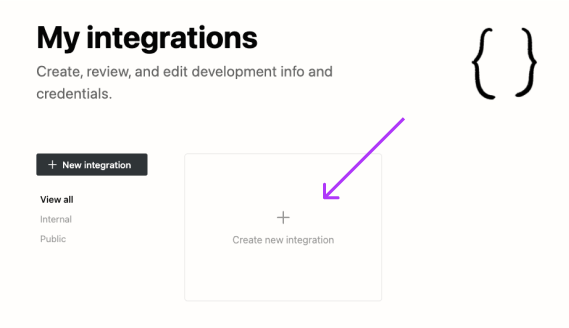 My integrations
Create, review, and edit development info and
credentials.
+ New integration
View all
Internal
Public
+
Create new integration
{ }